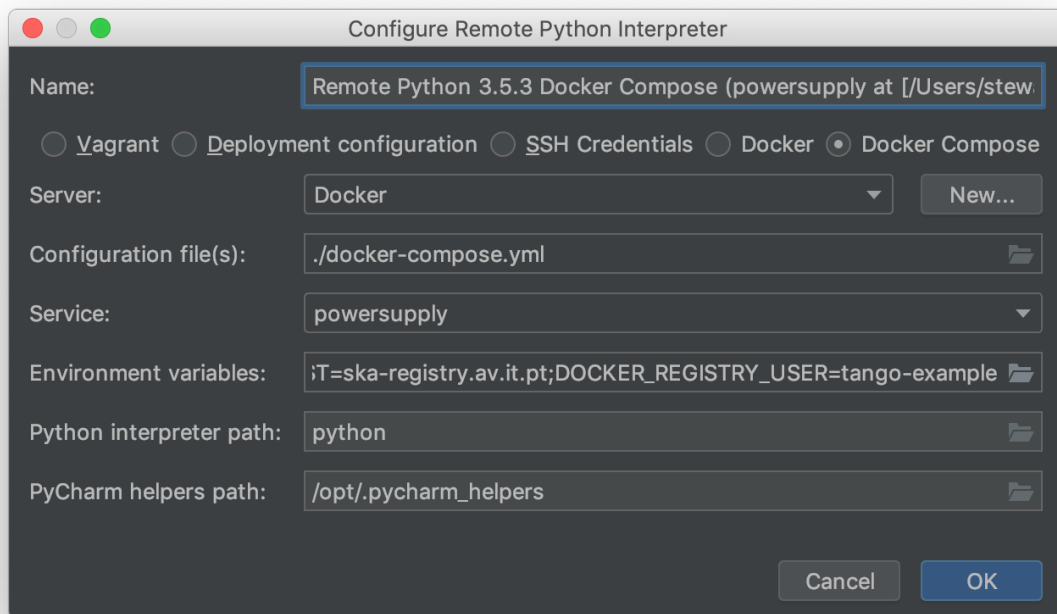 Configure Remote Python Interpreter
Name: Remote Python 3.5.3 Docker Compose (powersupply at [/Users/stewa
Vagrant Deployment configuration SSH Credentials Docker Docker Compose
Server: Docker New...
Configuration file(s): ./docker-compose.yml
Service: powersupply
Environment variables: ST=ska-registry.av.it.pt;DOCKER_REGISTRY_USER=tango-example
Python interpreter path: python
PyCharm helpers path: /opt/.pycharm_helpers
Cancel OK